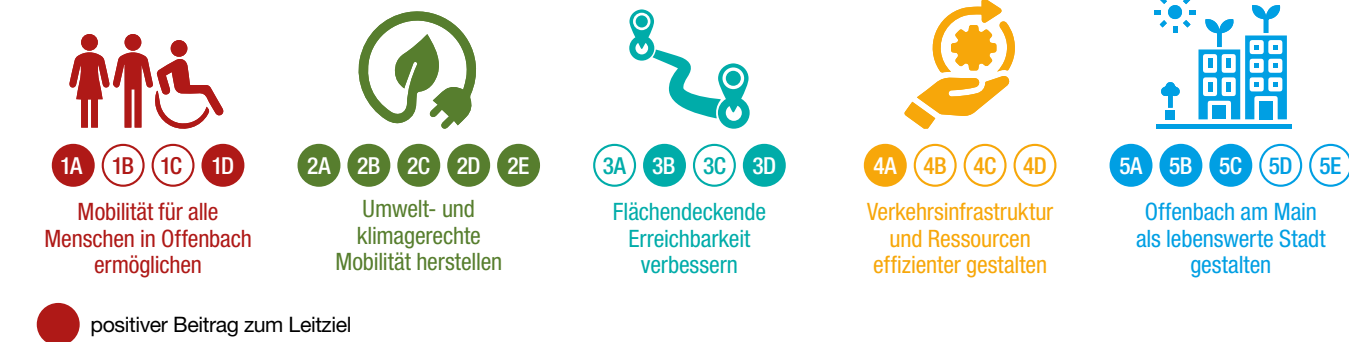 1A 1B 1C 1D
Mobilität für alle
Menschen in Offenbach
ermöglichen
2A 2B 2C 2D 2E
Umwelt- und
klimagerechte
Mobilität herstellen
3A 3B 3C 3D
Flächendeckende
Erreichbarkeit
verbessern
4A 4B 4C 4D
Verkehrsinfrastruktur
und Ressourcen
effizienter gestalten
5A 5B 5C 5D 5E
Offenbach am Main
als lebenswerte Stadt
gestalten
positiver Beitrag zum Leitziel